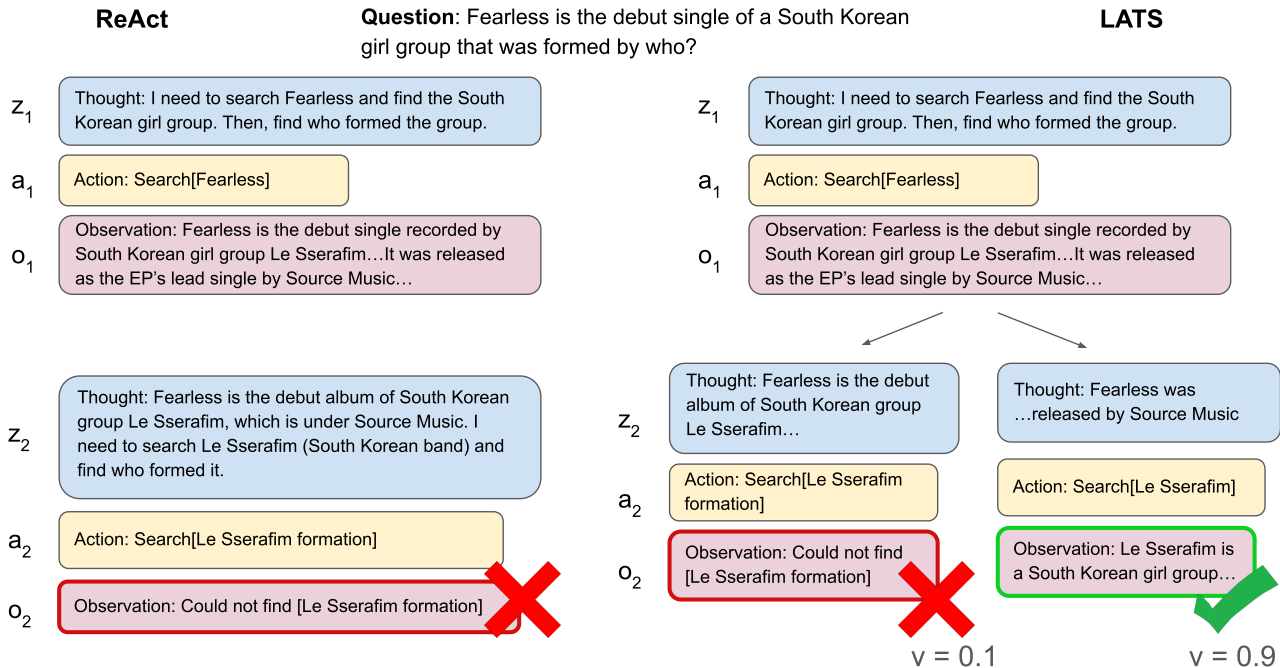 ReAct
Question: Fearless is the debut single of a South Korean
girl group that was formed by who?
LATS
z1
Thought: I need to search Fearless and find the South
Korean girl group. Then, find who formed the group.
a1
Action: Search[Fearless]
o1
Observation: Fearless is the debut single recorded by
South Korean girl group Le Sserafim…It was released
as the EP’s lead single by Source Music…
z2
Thought: Fearless is the debut album of South Korean
group Le Sserafim, which is under Source Music. I
need to search Le Sserafim (South Korean band) and
find who formed it.
a2
Action: Search[Le Sserafim formation]
o2
Observation: Could not find [Le Sserafim formation]
z1
Thought: I need to search Fearless and find the South
Korean girl group. Then, find who formed the group.
a1
Action: Search[Fearless]
o1
Observation: Fearless is the debut single recorded by
South Korean girl group Le Sserafim…It was released
as the EP’s lead single by Source Music…
z2
Thought: Fearless is the debut
album of South Korean group
Le Sserafim…
a2
Action: Search[Le Sserafim
formation]
o2
Observation: Could not find
[Le Sserafim formation]
v = 0.1
Thought: Fearless was
…released by Source Music
Action: Search[Le Sserafim]
Observation: Le Sserafim is
a South Korean girl group…
v = 0.9